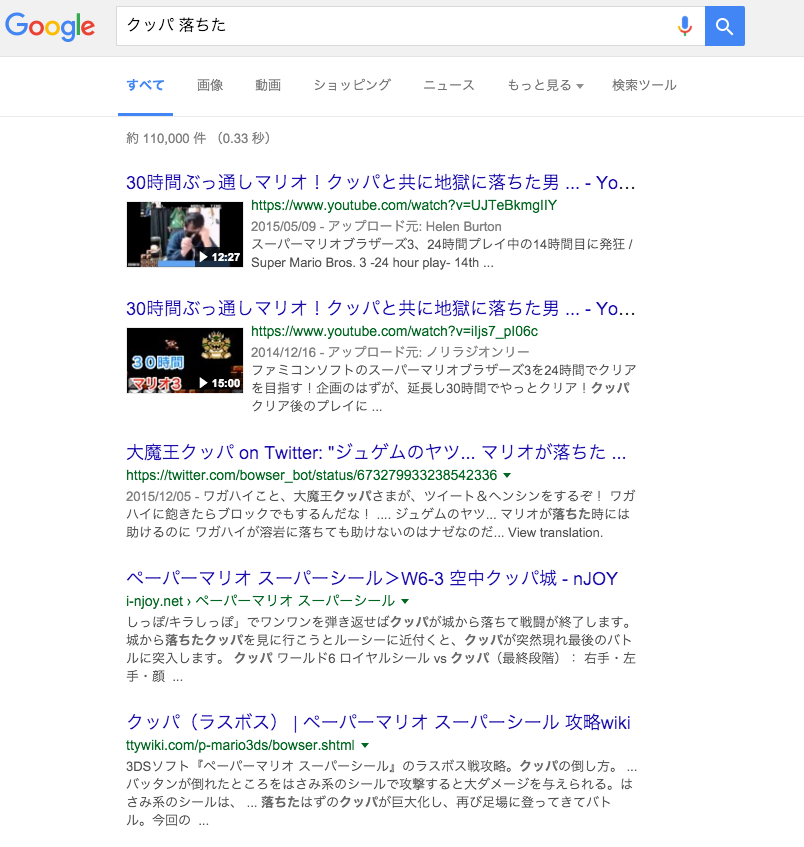 Google
クッパ 落ちた
すべて 画像 動画 ショッピング ニュース もっと見る 検索ツール
約 110,000 件 （0.33 秒）
30時間ぶっ通しマリオ！クッパと共に地獄に落ちた男 ... - Yo...
https://www.youtube.com/watch?v=UJTeBkmgIIY
2015/05/09 - アップロード元: Helen Burton
スーパーマリオブラザーズ3、24時間プレイ中の14時間目に発狂 /
Super Mario Bros. 3 -24 hour play- 14th ...
12:27
30時間ぶっ通しマリオ！クッパと共に地獄に落ちた男 ... - Yo...
https://www.youtube.com/watch?v=iljs7_pI06c
2014/12/16 - アップロード元: ノリラジオンリー
ファミコンソフトのスーパーマリオブラザーズ3を24時間でクリア
を目指す！企画のはずが、延長し30時間でやっとクリア！クッパ
クリア後のプレイに ...
30時間
マリオ3
15:00
大魔王クッパ on Twitter: "ジュゲムのヤツ... マリオが落ちた ...
https://twitter.com/bowser_bot/status/673279933238542336
2015/12/05 - ワガハイこと、大魔王クッパさまが、ツイート＆ヘンシンをするぞ！ ワガ
ハイに飽きたらブロックでもするんだな！ .... ジュゲムのヤツ... マリオが落ちた時には
助けるのに ワガハイが溶岩に落ちても助けないのはナゼなのだ... View translation.
ペーパーマリオ スーパーシール＞W6-3 空中クッパ城 - nJOY
i-njoy.net › ペーパーマリオ スーパーシール
しっぽ/キラしっぽ」でワンワンを弾き返せばクッパが城から落ちて戦闘が終了します。
城から落ちたクッパを見に行こうとルーシーに近付くと、クッパが突然現れ最後のバト
ルに突入します。 クッパ ワールド6 ロイヤルシール vs クッパ（最終段階）： 右手・左
手・顔 ...
クッパ（ラスボス） | ペーパーマリオ スーパーシール 攻略wiki
ttywiki.com/p-mario3ds/bowser.shtml
3DSソフト『ペーパーマリオ スーパーシール』のラスボス戦攻略。クッパの倒し方。 ...
バッタンが倒れたところをはさみ系のシールで攻撃すると大ダメージを与えられる。は
さみ系のシールは、 ... 落ちたはずのクッパが巨大化し、再び足場に登ってきてバト
ル。今回の ...